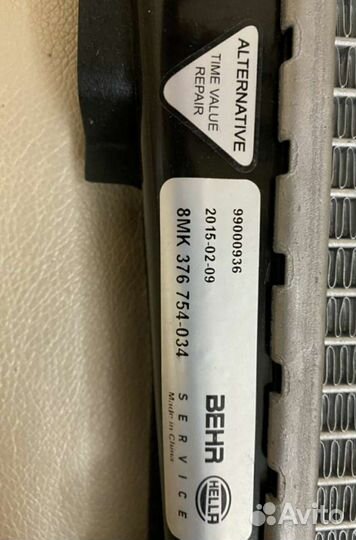 ALTERNATIVE
TIME VALUE
REPAIR
99000936
2015-02-09
8MK 376 754-034
BEHR
HELLA
SERVICE
Made in China
Avito